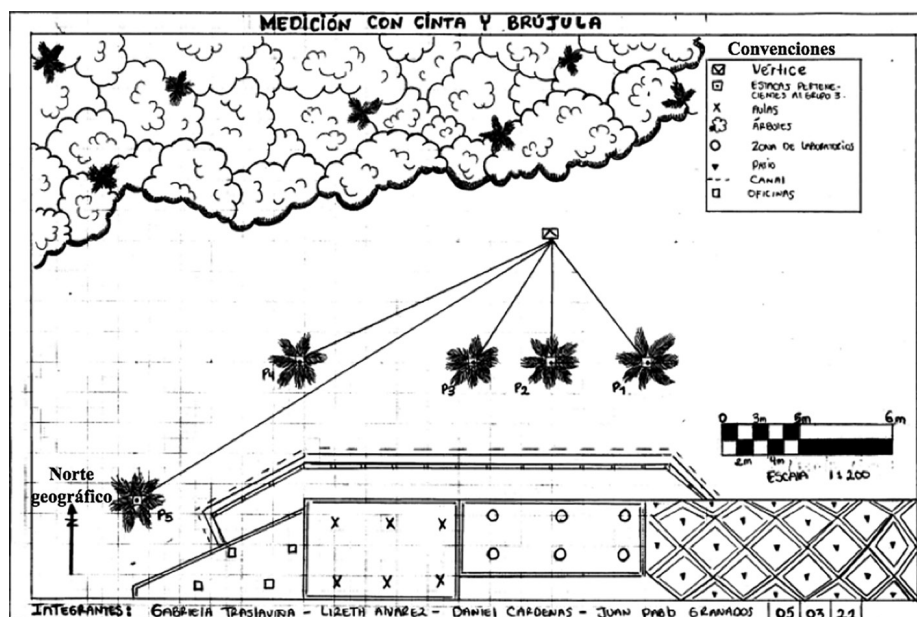 MEDICIÓN CON CINTA Y BRÚJULA
Convenciones
VÉRTICE
ESTACAS PERTENE-
CIENTES AL GRUPO 3.
AULAS
ÁRBOLES
ZONA DE LABORATORIOS
PATIO
CANAL
OFICINAS
P4
P3
P2
P1
0 3m 5m 6m
2m 4m
ESCALA 1:200
Norte
geográfico
P5
INTEGRANTES: GABRIELA TRASLAVIÑA - LIZETH ALVAREZ - DANIEL CARDENAS - JUAN PABLO GRANADOS 05 03 21